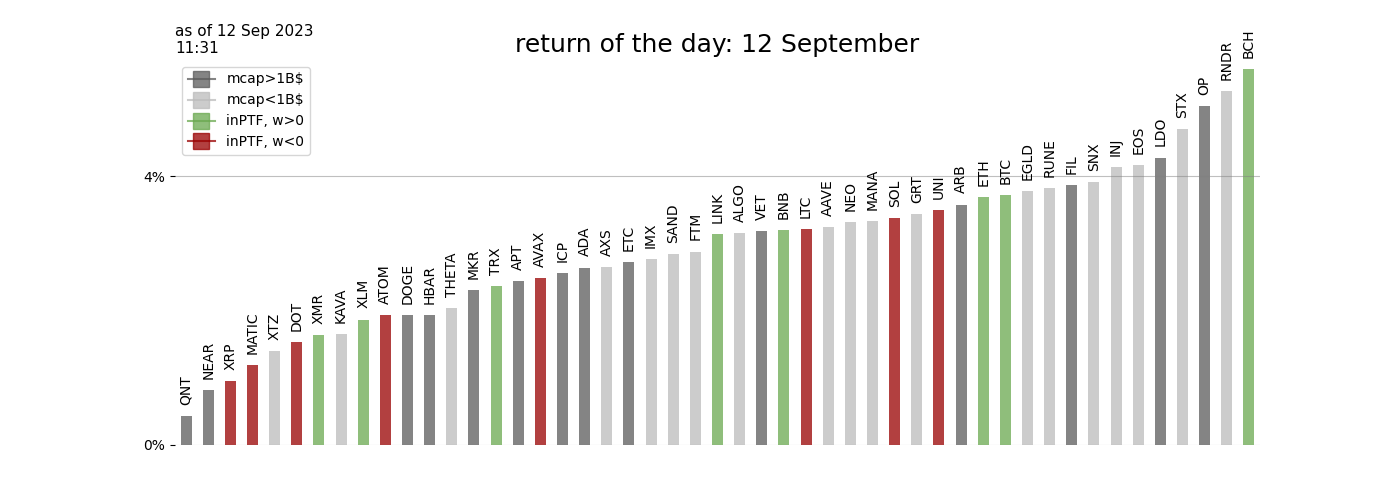 as of 12 Sep 2023
11:31
return of the day: 12 September
mcap>1B$
mcap<1B$
inPTF, w>0
inPTF, w<0
4%
0%
QNT
NEAR
XRP
MATIC
XTZ
DOT
XMR
KAVA
XLM
ATOM
DOGE
HBAR
THETA
MKR
TRX
APT
AVAX
ICP
ADA
AXS
ETC
IMX
SAND
FTM
LINK
ALGO
VET
BNB
LTC
AAVE
NEO
MANA
SOL
GRT
UNI
ARB
ETH
BTC
EGLD
RUNE
FIL
SNX
INJ
EOS
LDO
STX
OP
RNDR
BCH